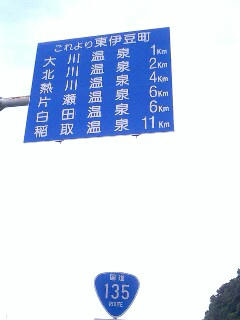 これより東伊豆町
大川温泉 1Km
北川温泉 2Km
熱川温泉 4Km
片瀬温泉 6Km
白田温泉 6Km
稲取温泉 11Km
国道
135
ROUTE